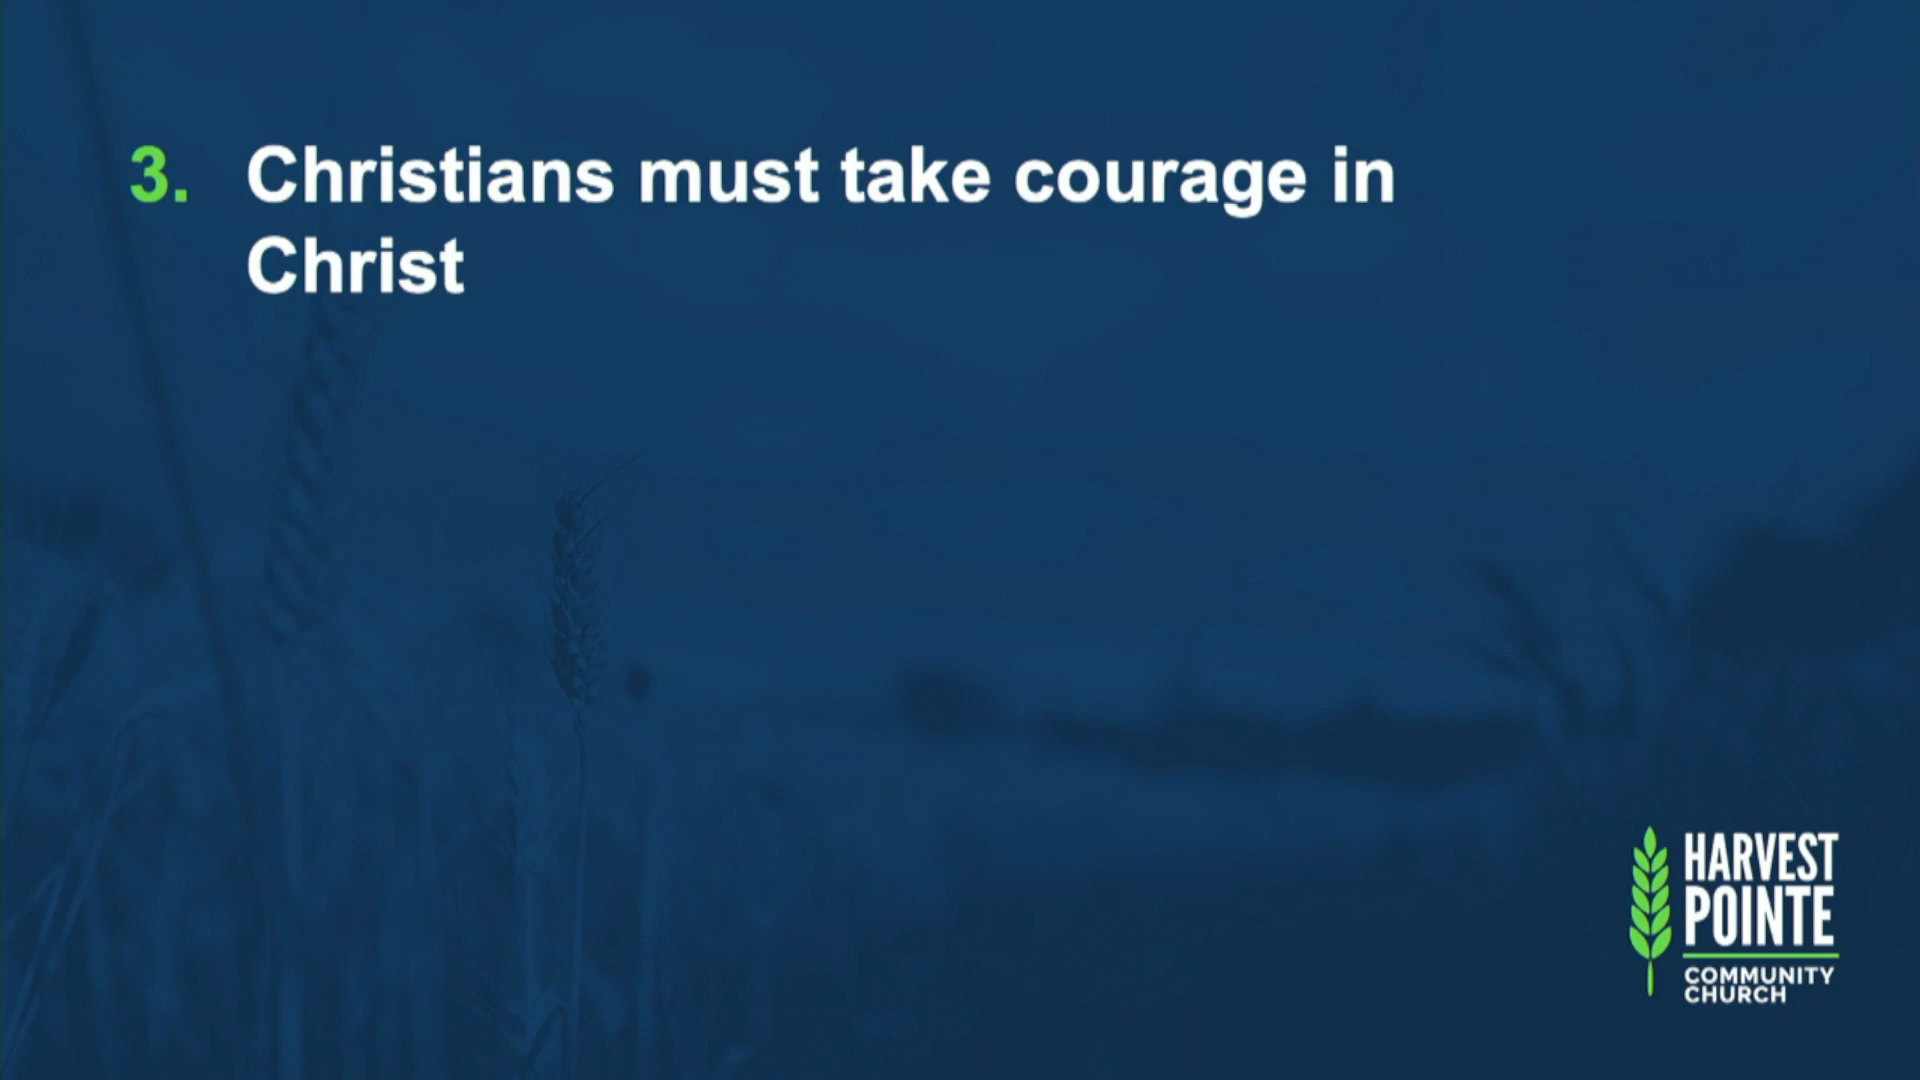 3. Christians must take courage in
Christ
HARVEST
POINTE
COMMUNITY
CHURCH